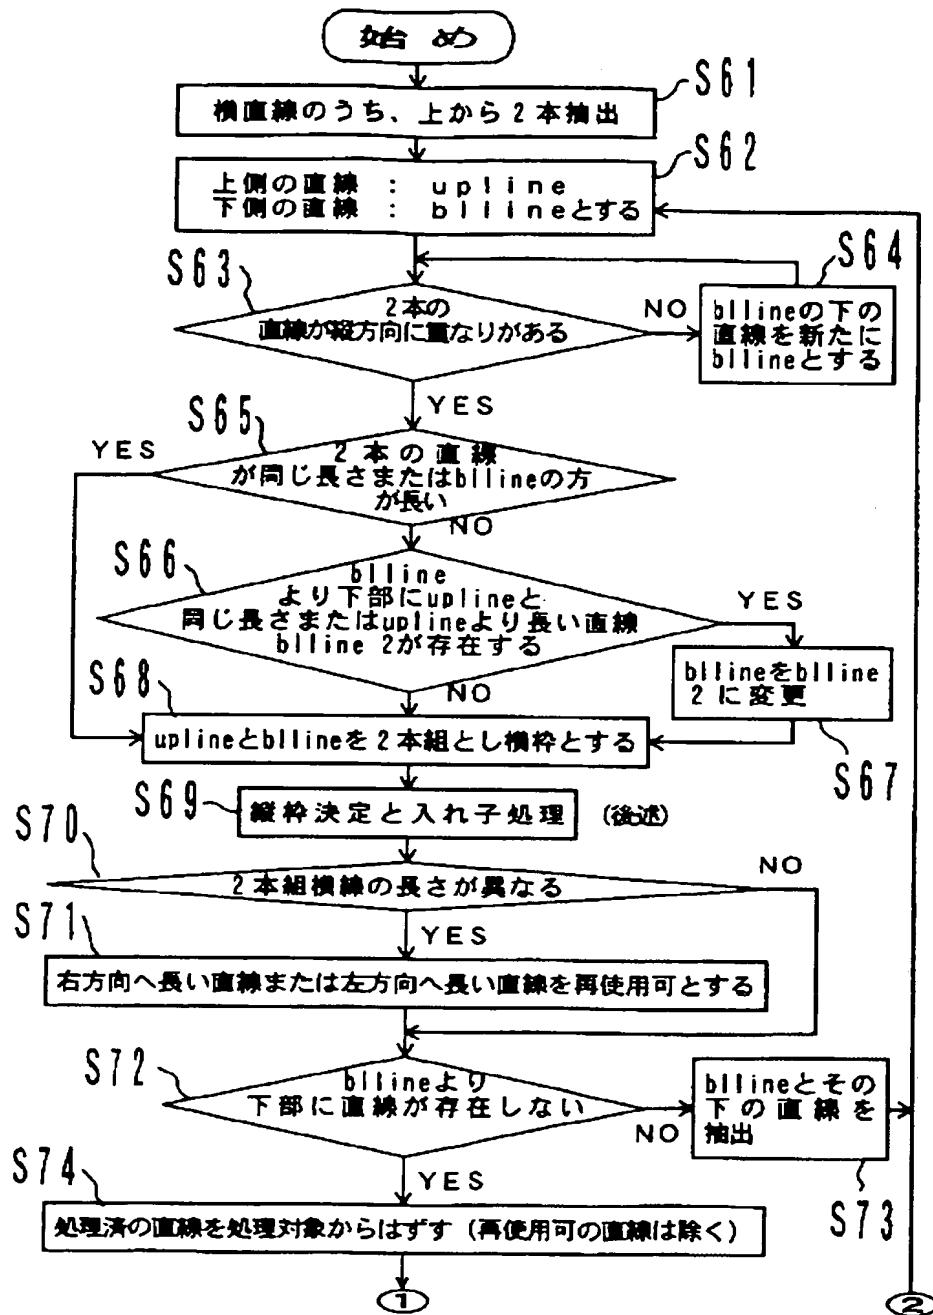 始め
S61
横直線のうち、上から2本抽出
S62
上側の直線 : upline
下側の直線 : bllineとする
S63
2本の
直線が縦方向に重なりがある
NO
S64
bllineの下の
直線を新たに
bllineとする
YES
S65
YES
2本の直線
が同じ長さまたはbllineの方
が長い
NO
S66
blline
より下部にuplineと
同じ長さまたはuplineより長い直線
blline 2が存在する
YES
NO
bllineをblline
2に変更
S67
S68
uplineとbllineを2本組とし横枠とする
S69
縦枠決定と入れ子処理 (後述)
S70
2本組横線の長さが異なる
NO
YES
S71
右方向へ長い直線または左方向へ長い直線を再使用可とする
S72
bllineより
下部に直線が存在しない
NO
bllineとその
下の直線を
抽出
S73
YES
S74
処理済の直線を処理対象からはずす(再使用可の直線は除く)
1
2